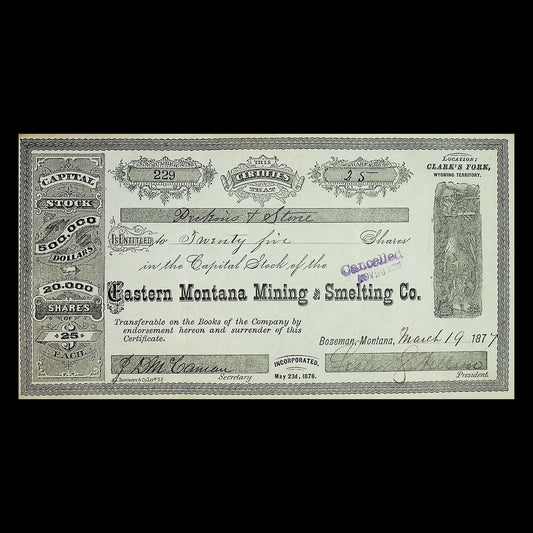 CAPITAL
STOCK
500,000
DOLLARS
20,000
SHARES
OF
$25
EACH.
229
THIS
CERTIFIES
THAT
25
LOCATION:
CLARK'S FORK,
WYOMING TERRITORY.
& Stone
IS ENTITLED to Twenty five Shares
in the Capital Stock of the
Cancelled
Eastern Montana Mining & Smelting Co.
Transferable on the Books of the Company by
endorsement hereon and surrender of this
Certificate.
Bozeman, Montana, March 19 1877
J D McCaman
Secretary
INCORPORATED
May 23d, 1876.
President.